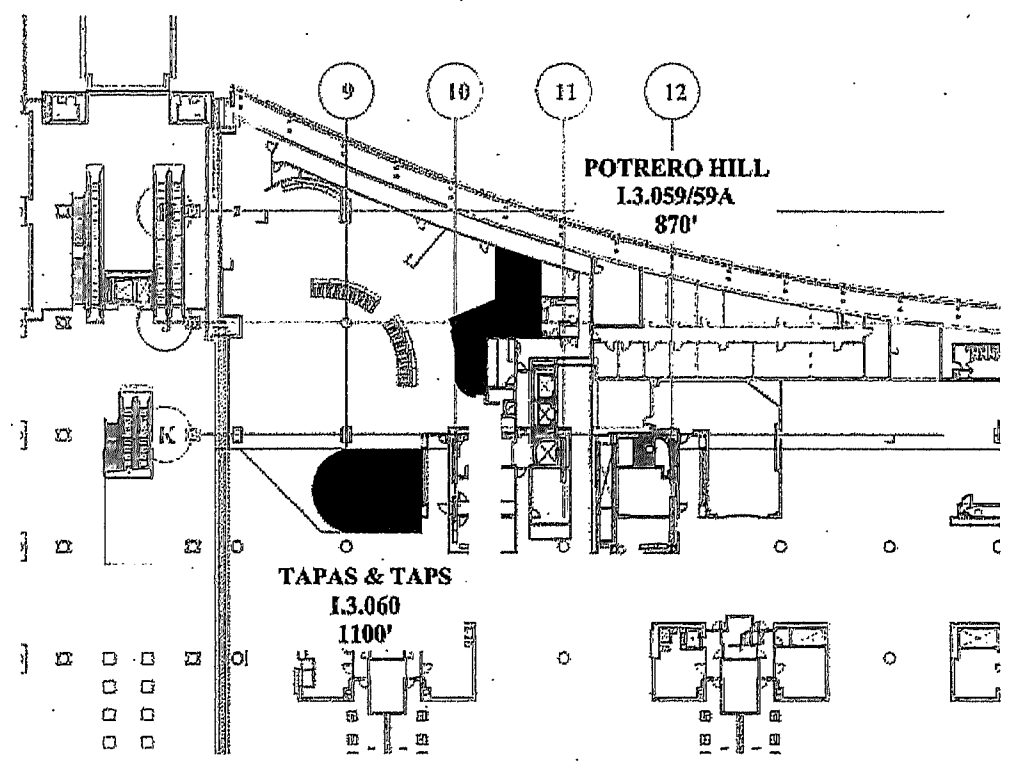 9 10 11 12
POTRERO HILL
I.3.059/59A
870'
K
TAPAS & TAPS
I.3.060
1100'